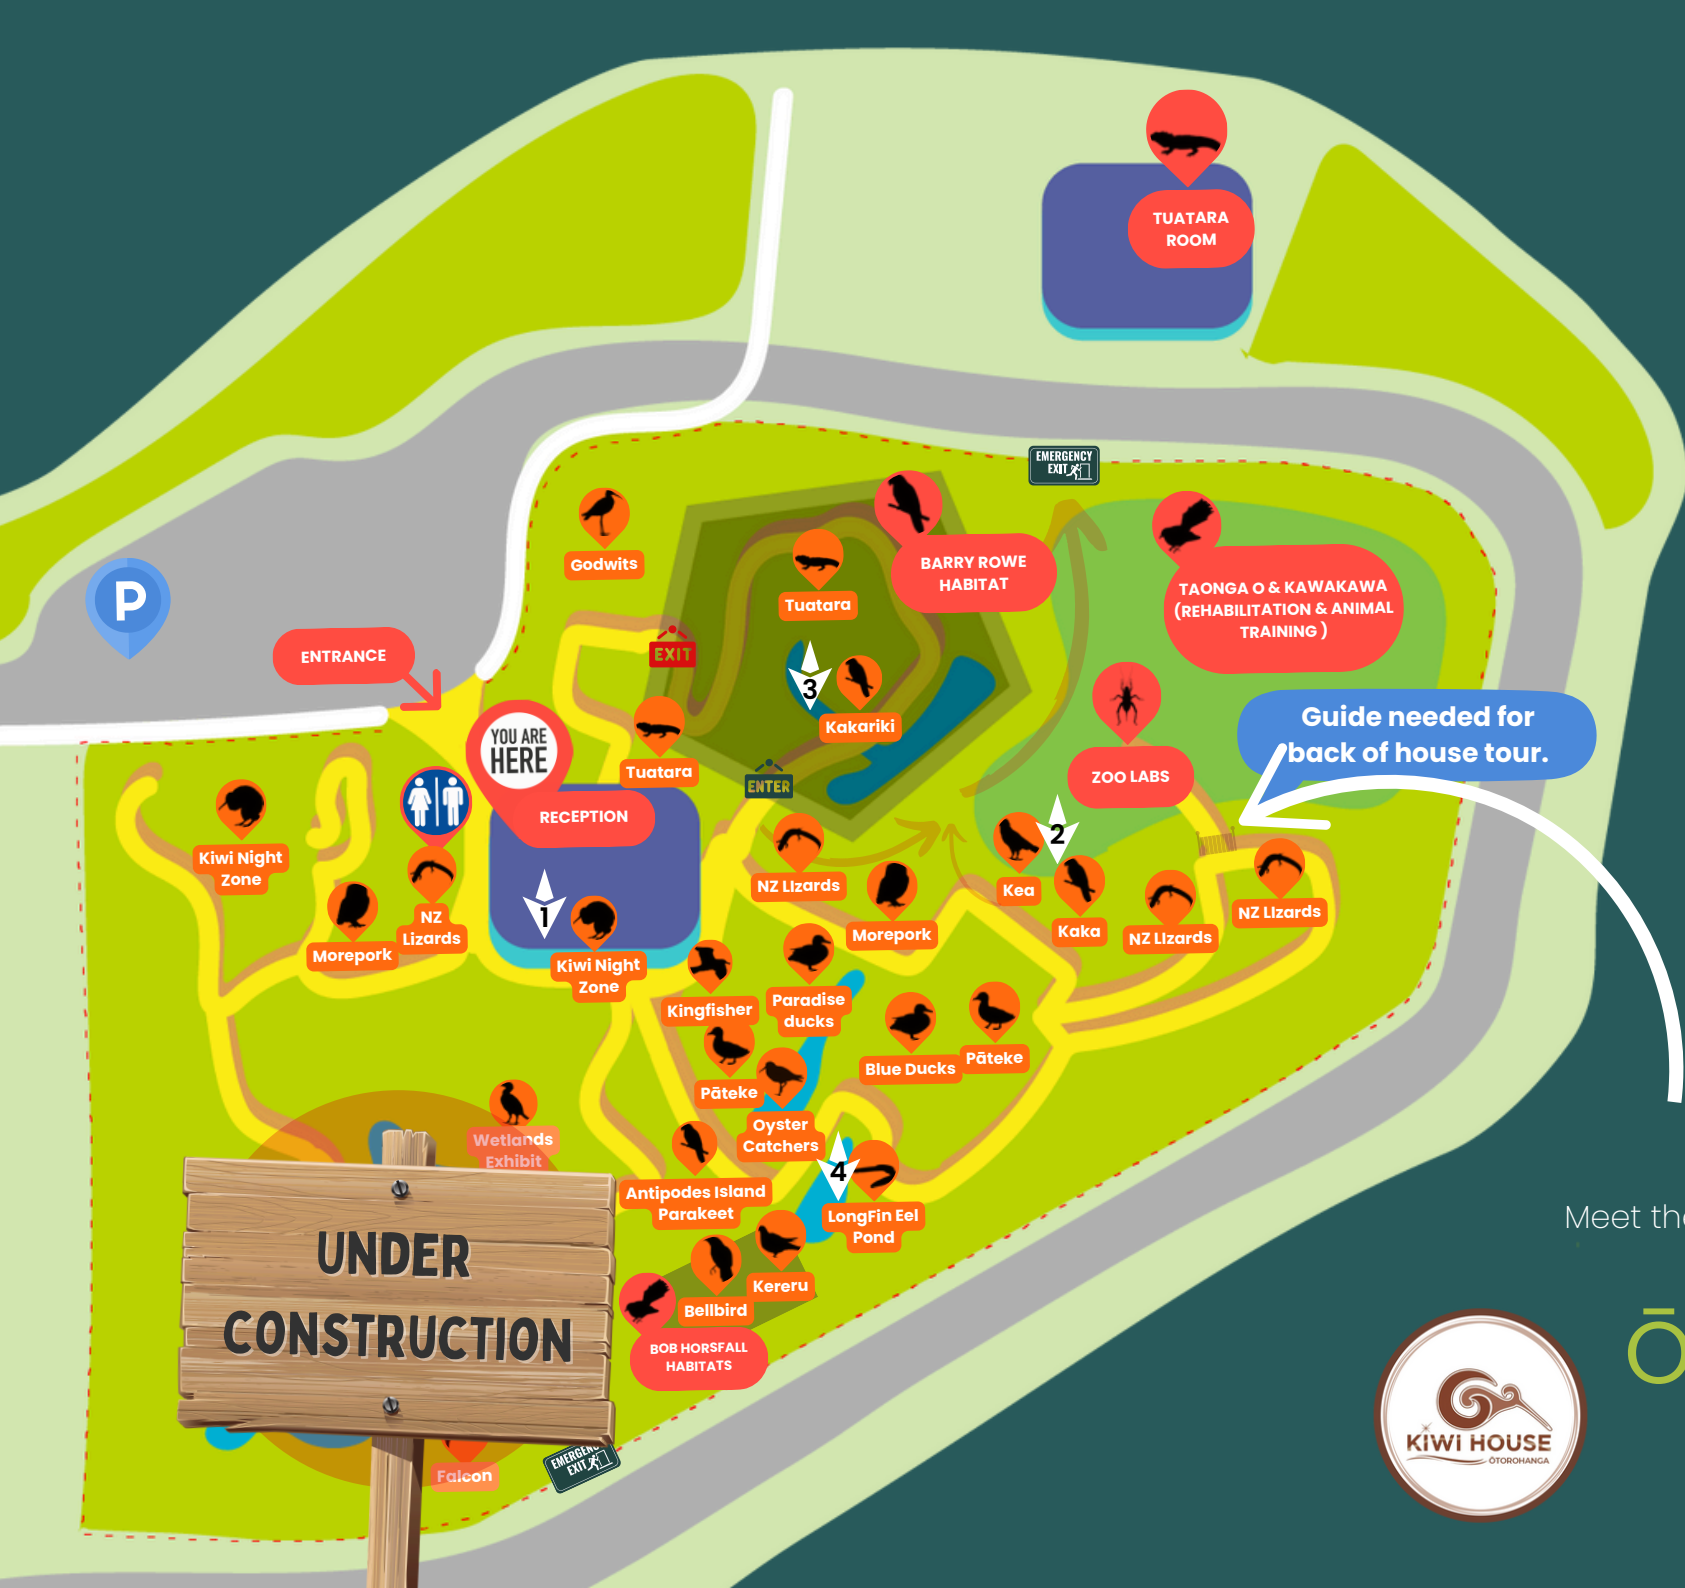 TUATARA
ROOM
EMERGENCY
EXIT
Godwits
BARRY ROWE
HABITAT
Tuatara
TAONGA O & KAWAKAWA
(REHABILITATION & ANIMAL
TRAINING )
P
ENTRANCE
EXIT
3
Kakariki
Guide needed for
back of house tour.
YOU ARE
HERE
Tuatara
ENTER
ZOO LABS
RECEPTION
Kiwi Night
Zone
NZ LIzards
2
Kea
NZ LIzards
Morepork
NZ
Lizards
1
Kiwi Night
Zone
Morepork
Kaka
NZ LIzards
Kingfisher
Paradise
ducks
Blue Ducks
Pāteke
Pāteke
Oyster
Catchers
Wetlands
Exhibit
4
Antipodes Island
Parakeet
LongFin Eel
Pond
Meet the
UNDER
CONSTRUCTION
Kereru
Bellbird
BOB HORSFALL
HABITATS
Ō
KIWI HOUSE
ŌTOROHANGA
Falcon
EMERGENCY
EXIT